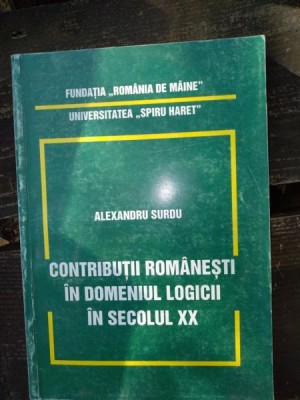 FUNDAȚIA „ROMÂNIA DE MÂINE”
UNIVERSITATEA „SPIRU HARET”
ALEXANDRU SURDU
CONTRIBUȚII ROMÂNEȘTI
ÎN DOMENIUL LOGICII
ÎN SECOLUL XX